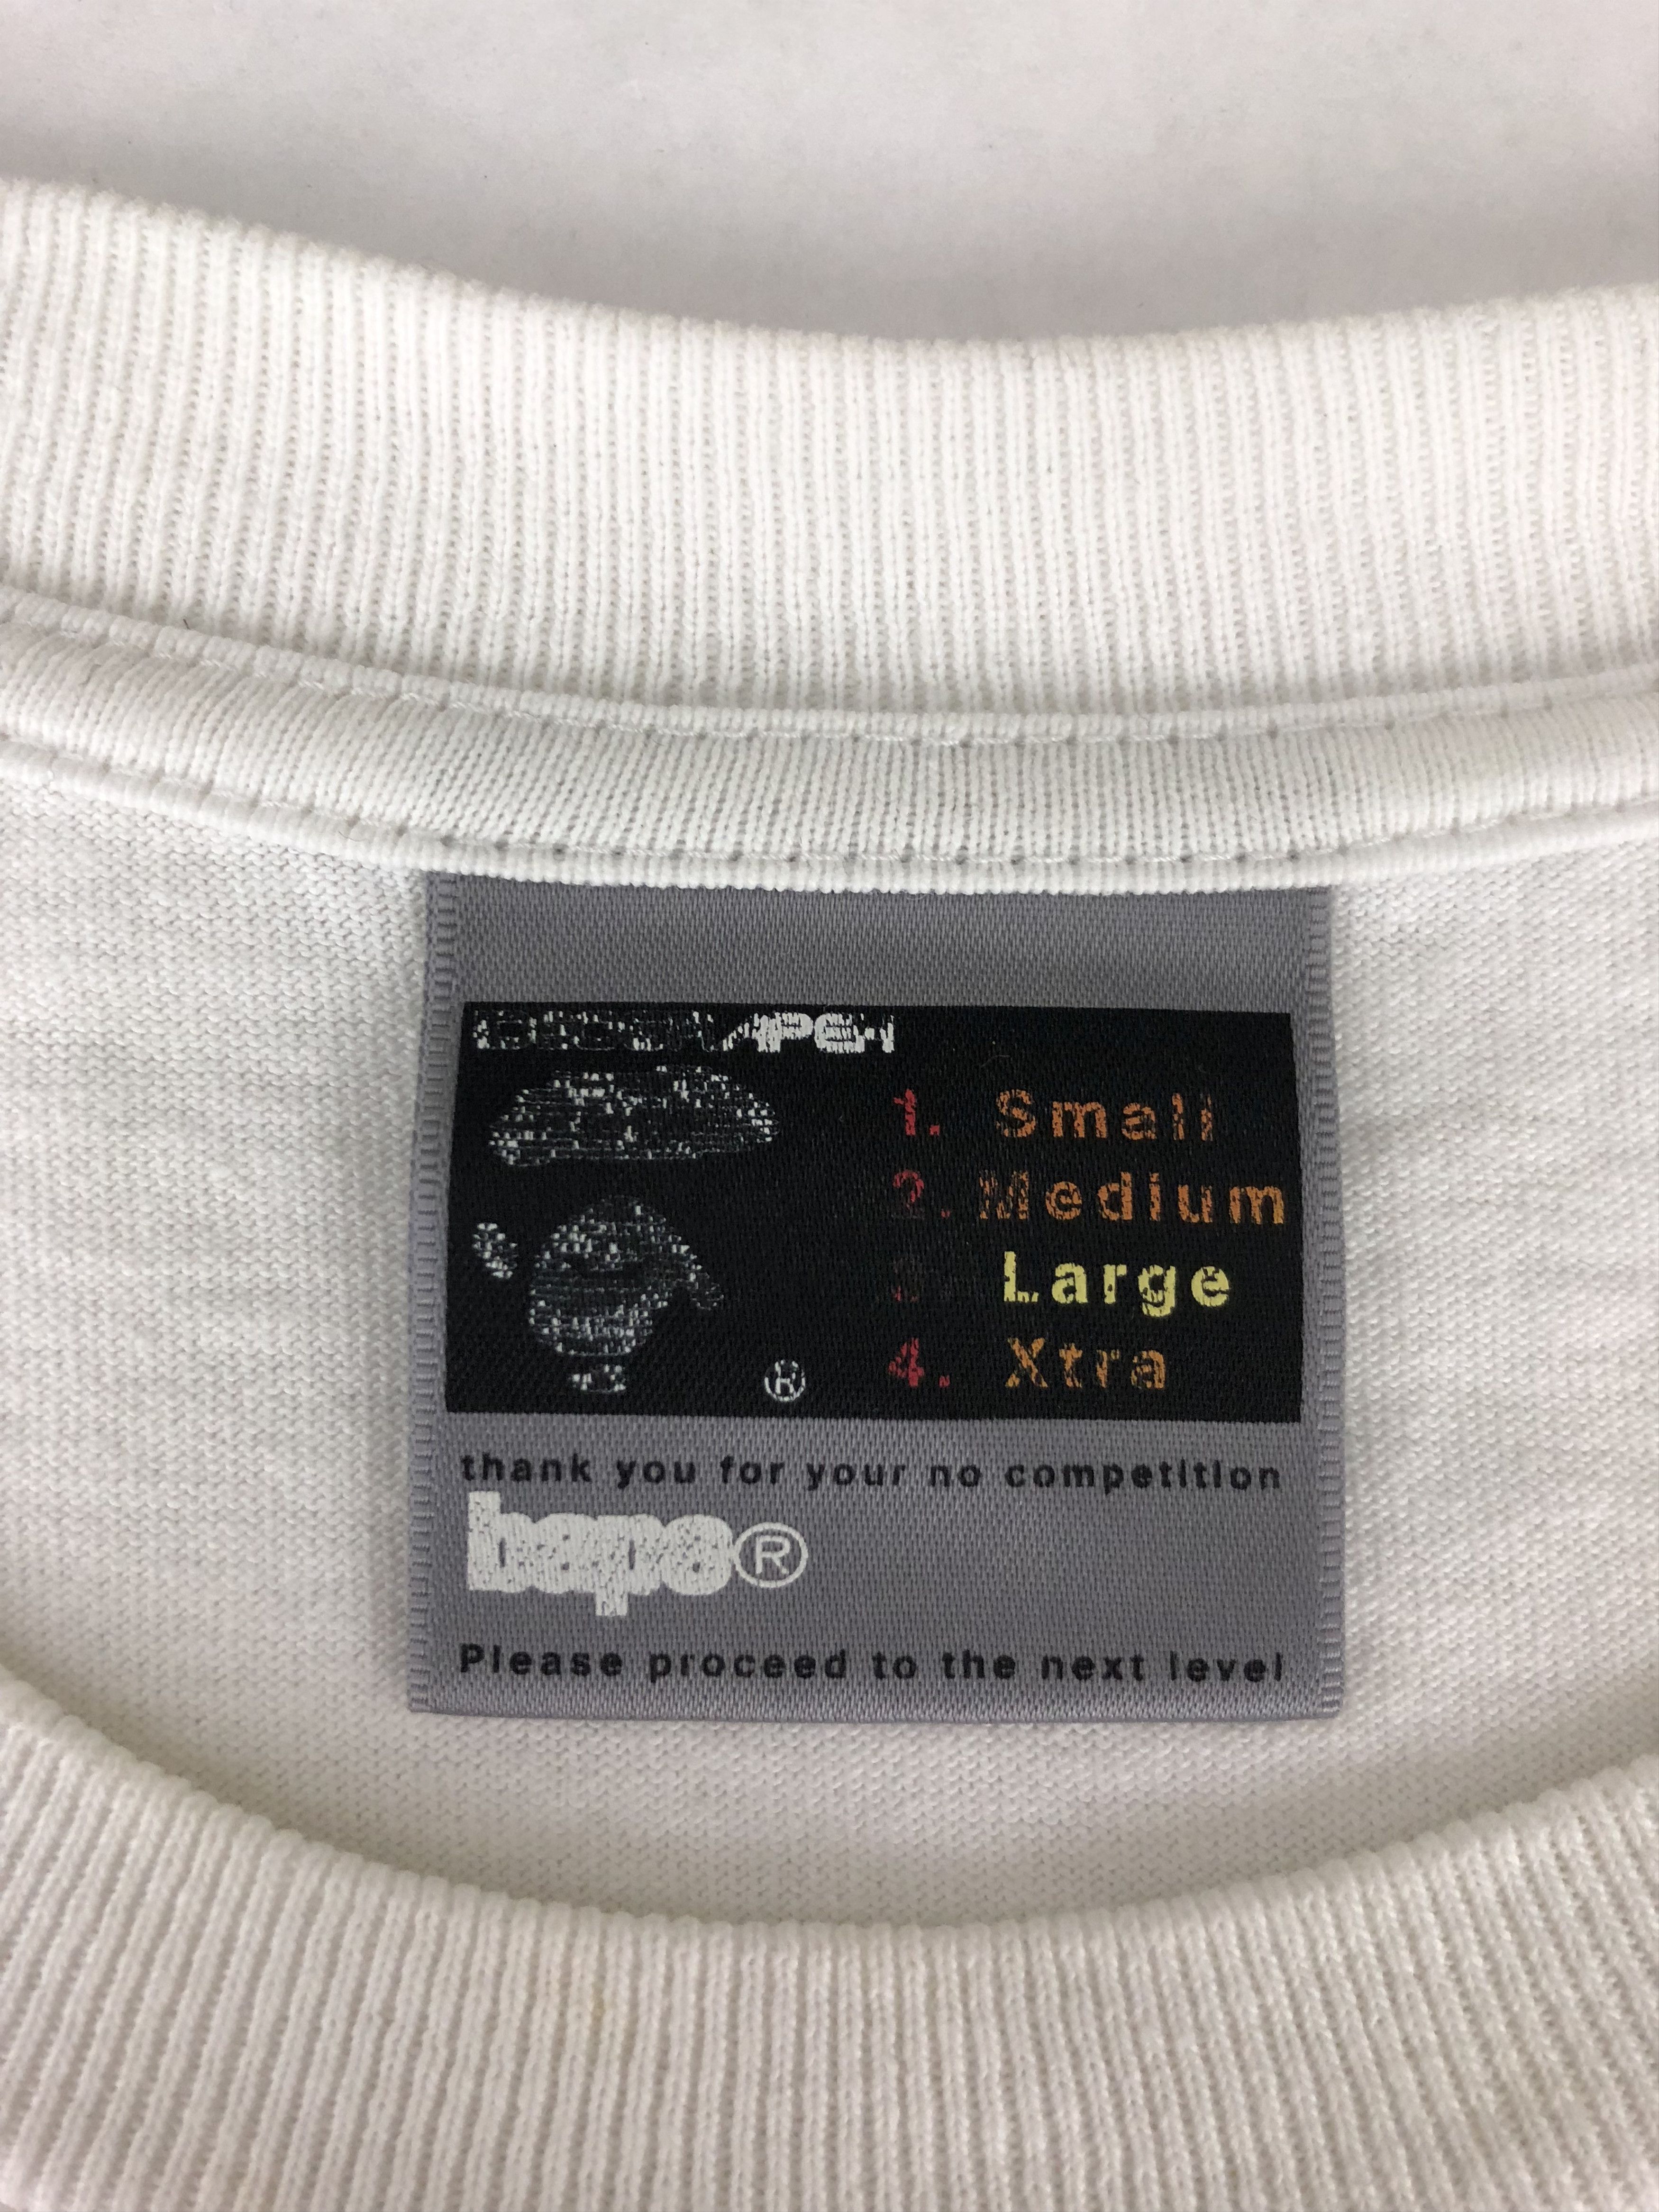 1. Small
2. Medium
3. Large
4. Xtra
®
thank you for your no competition
bape®
Please proceed to the next level